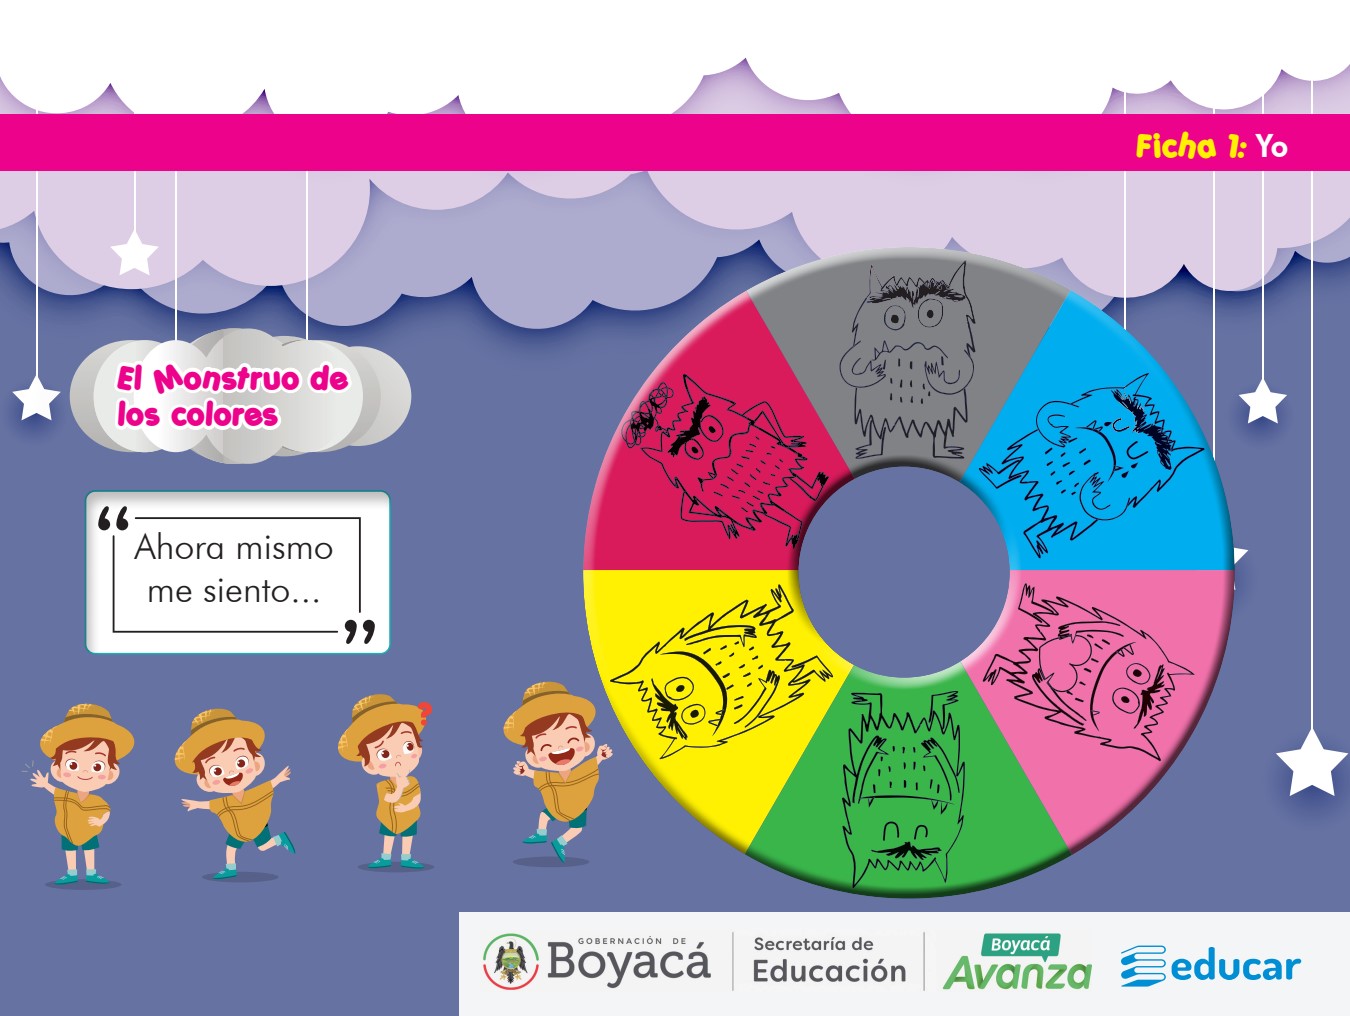 Ficha 1: Yo
El Monstruo de
los colores
“Ahora mismo
me siento...”
GOBERNACIÓN DE
Boyacá
Secretaría de
Educación
Boyacá
Avanza
educar